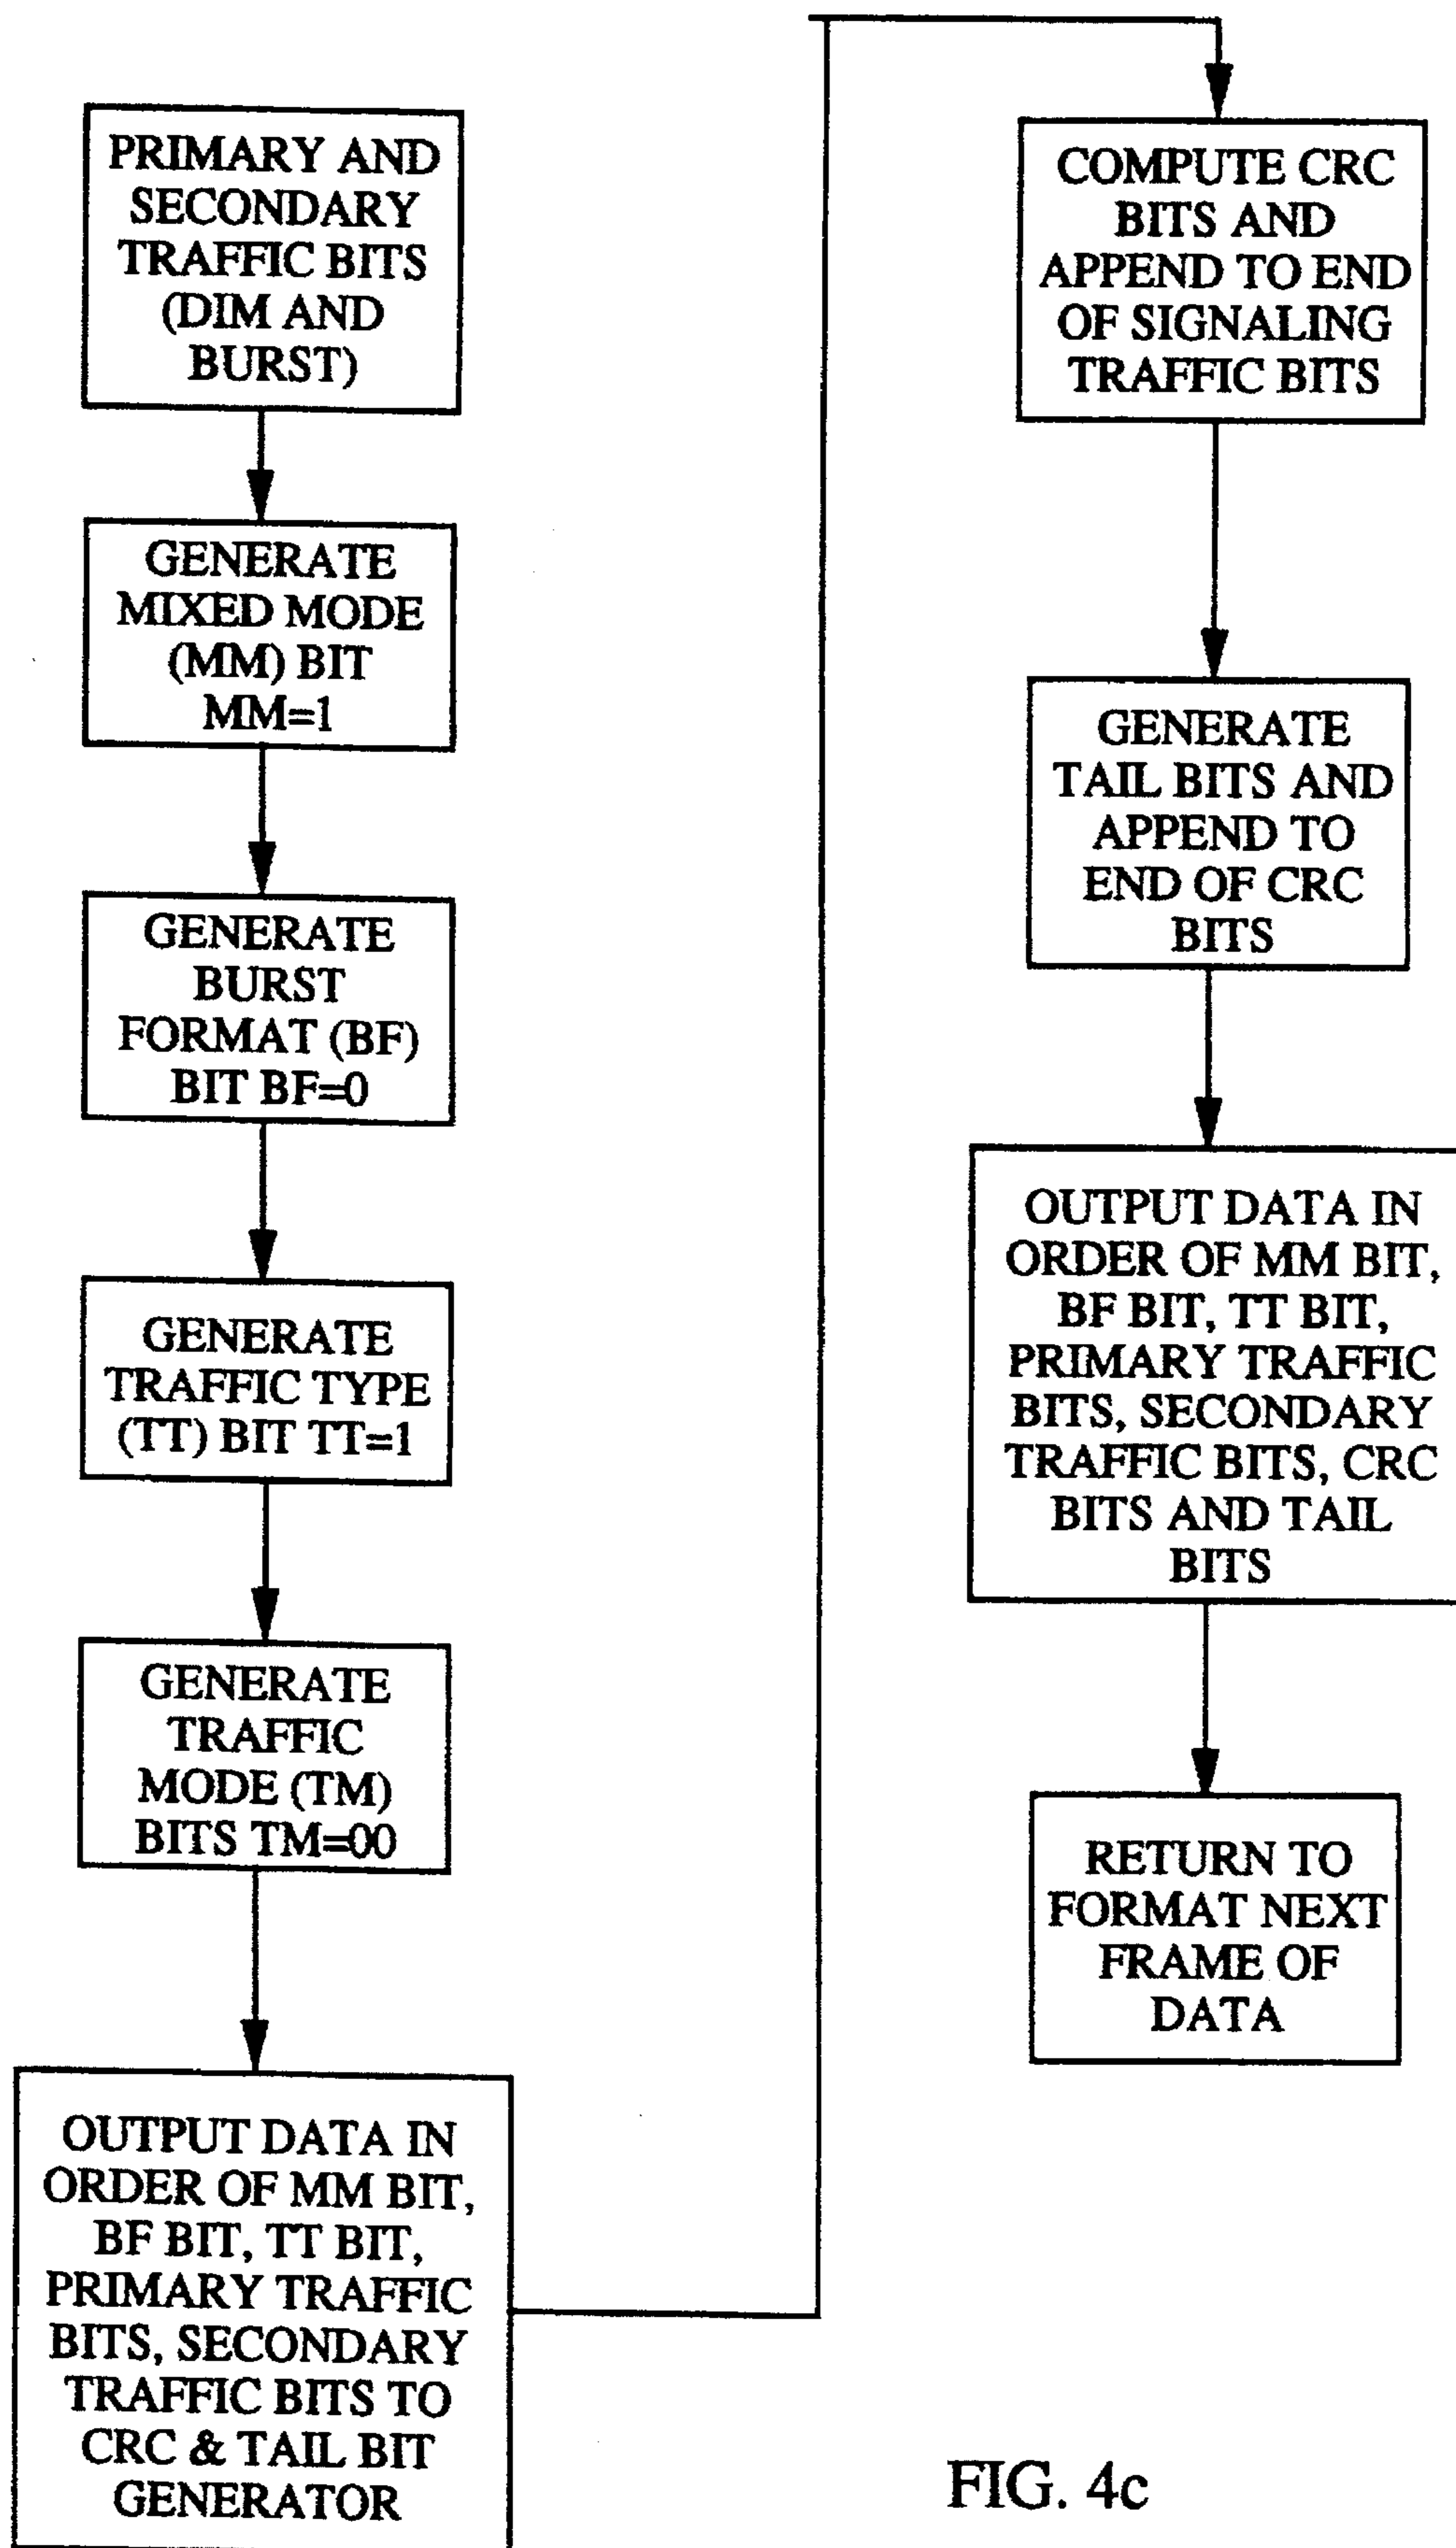 PRIMARY AND
SECONDARY
TRAFFIC BITS
(DIM AND
BURST)
GENERATE
MIXED MODE
(MM) BIT
MM=1
GENERATE
BURST
FORMAT (BF)
BIT BF=0
GENERATE
TRAFFIC TYPE
(TT) BIT TT=1
GENERATE
TRAFFIC
MODE (TM)
BITS TM=00
OUTPUT DATA IN
ORDER OF MM BIT,
BF BIT, TT BIT,
PRIMARY TRAFFIC
BITS, SECONDARY
TRAFFIC BITS TO
CRC & TAIL BIT
GENERATOR
COMPUTE CRC
BITS AND
APPEND TO END
OF SIGNALING
TRAFFIC BITS
GENERATE
TAIL BITS AND
APPEND TO
END OF CRC
BITS
OUTPUT DATA IN
ORDER OF MM BIT,
BF BIT, TT BIT,
PRIMARY TRAFFIC
BITS, SECONDARY
TRAFFIC BITS, CRC
BITS AND TAIL
BITS
RETURN TO
FORMAT NEXT
FRAME OF
DATA
FIG. 4c